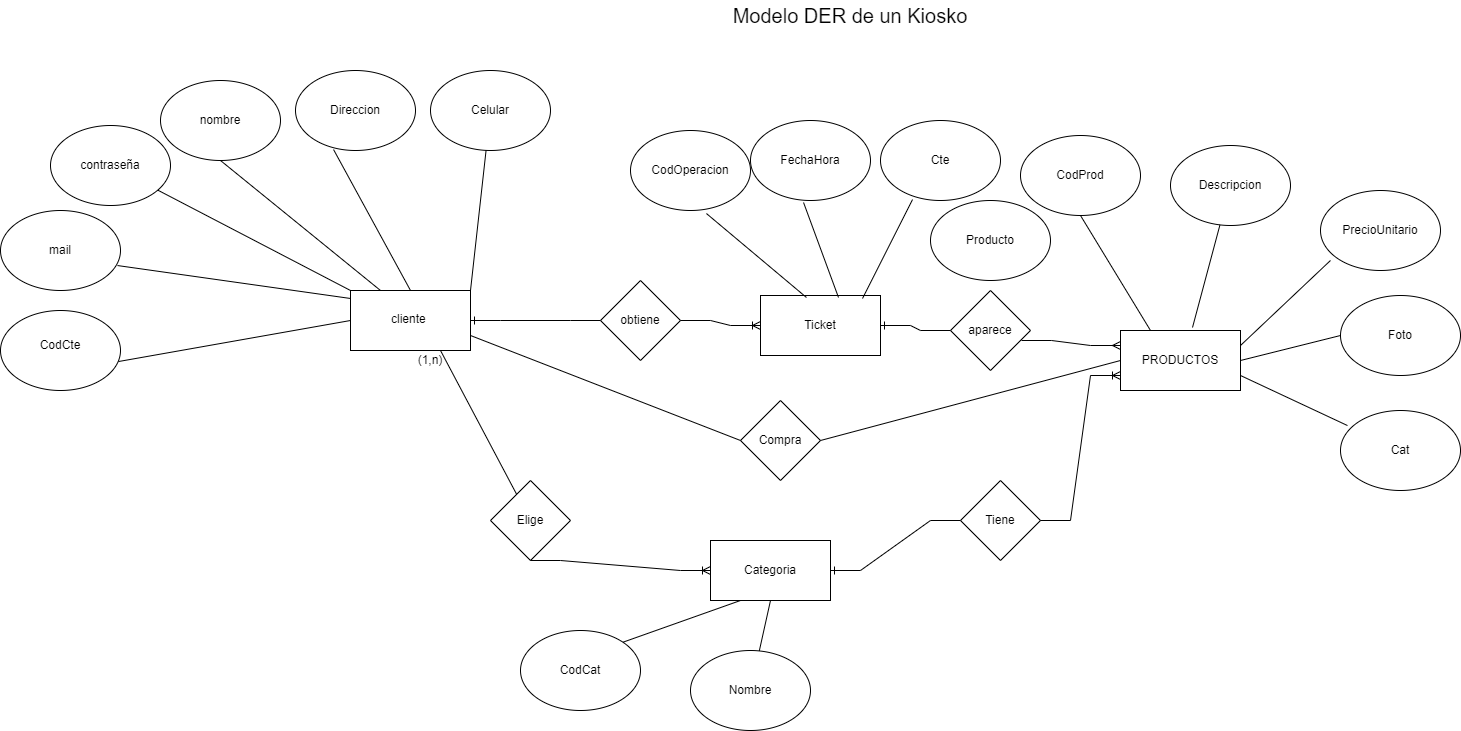 Modelo DER de un Kiosko
Direccion
Celular
nombre
contraseña
mail
CodCte
cliente
(1,n)
CodOperacion
FechaHora
Cte
Producto
CodProd
Descripcion
PrecioUnitario
Foto
Cat
obtiene
Ticket
aparece
PRODUCTOS
Compra
Elige
Tiene
Categoria
CodCat
Nombre